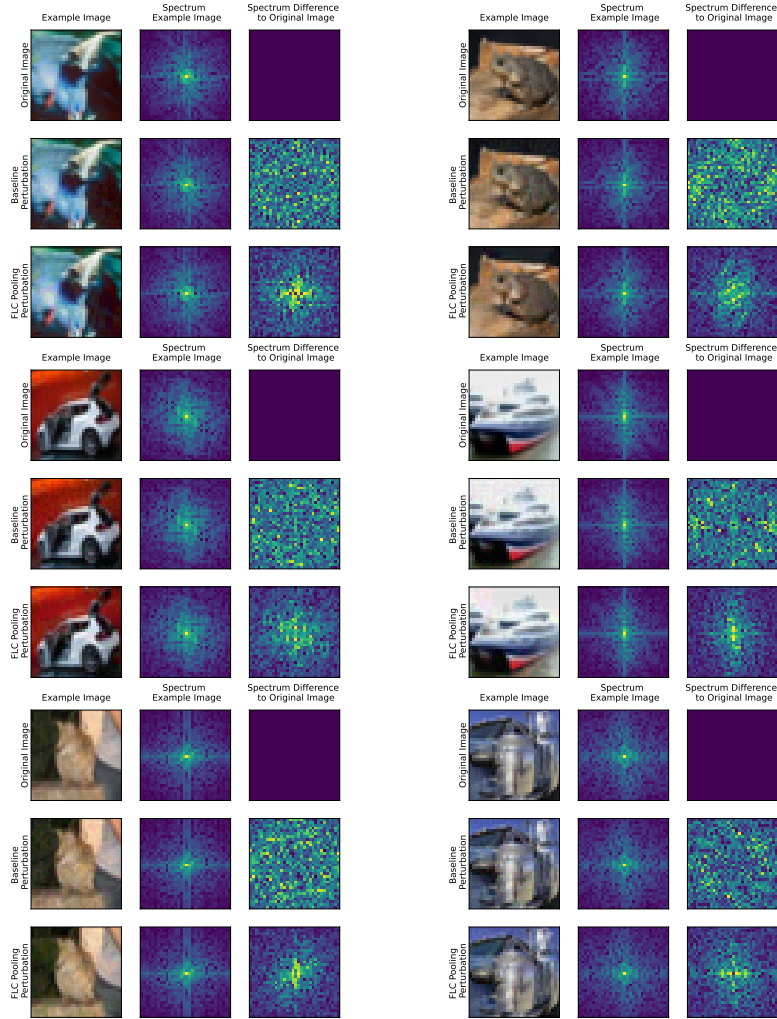 Example Image
Spectrum
Example Image
Spectrum Difference
to Original Image
Original Image
Baseline
Perturbation
FLC Pooling
Perturbation
Example Image
Spectrum
Example Image
Spectrum Difference
to Original Image
Original Image
Baseline
Perturbation
FLC Pooling
Perturbation
Example Image
Spectrum
Example Image
Spectrum Difference
to Original Image
Original Image
Baseline
Perturbation
FLC Pooling
Perturbation
Example Image
Spectrum
Example Image
Spectrum Difference
to Original Image
Original Image
Baseline
Perturbation
FLC Pooling
Perturbation
Example Image
Spectrum
Example Image
Spectrum Difference
to Original Image
Original Image
Baseline
Perturbation
FLC Pooling
Perturbation
Example Image
Spectrum
Example Image
Spectrum Difference
to Original Image
Original Image
Baseline
Perturbation
FLC Pooling
Perturbation